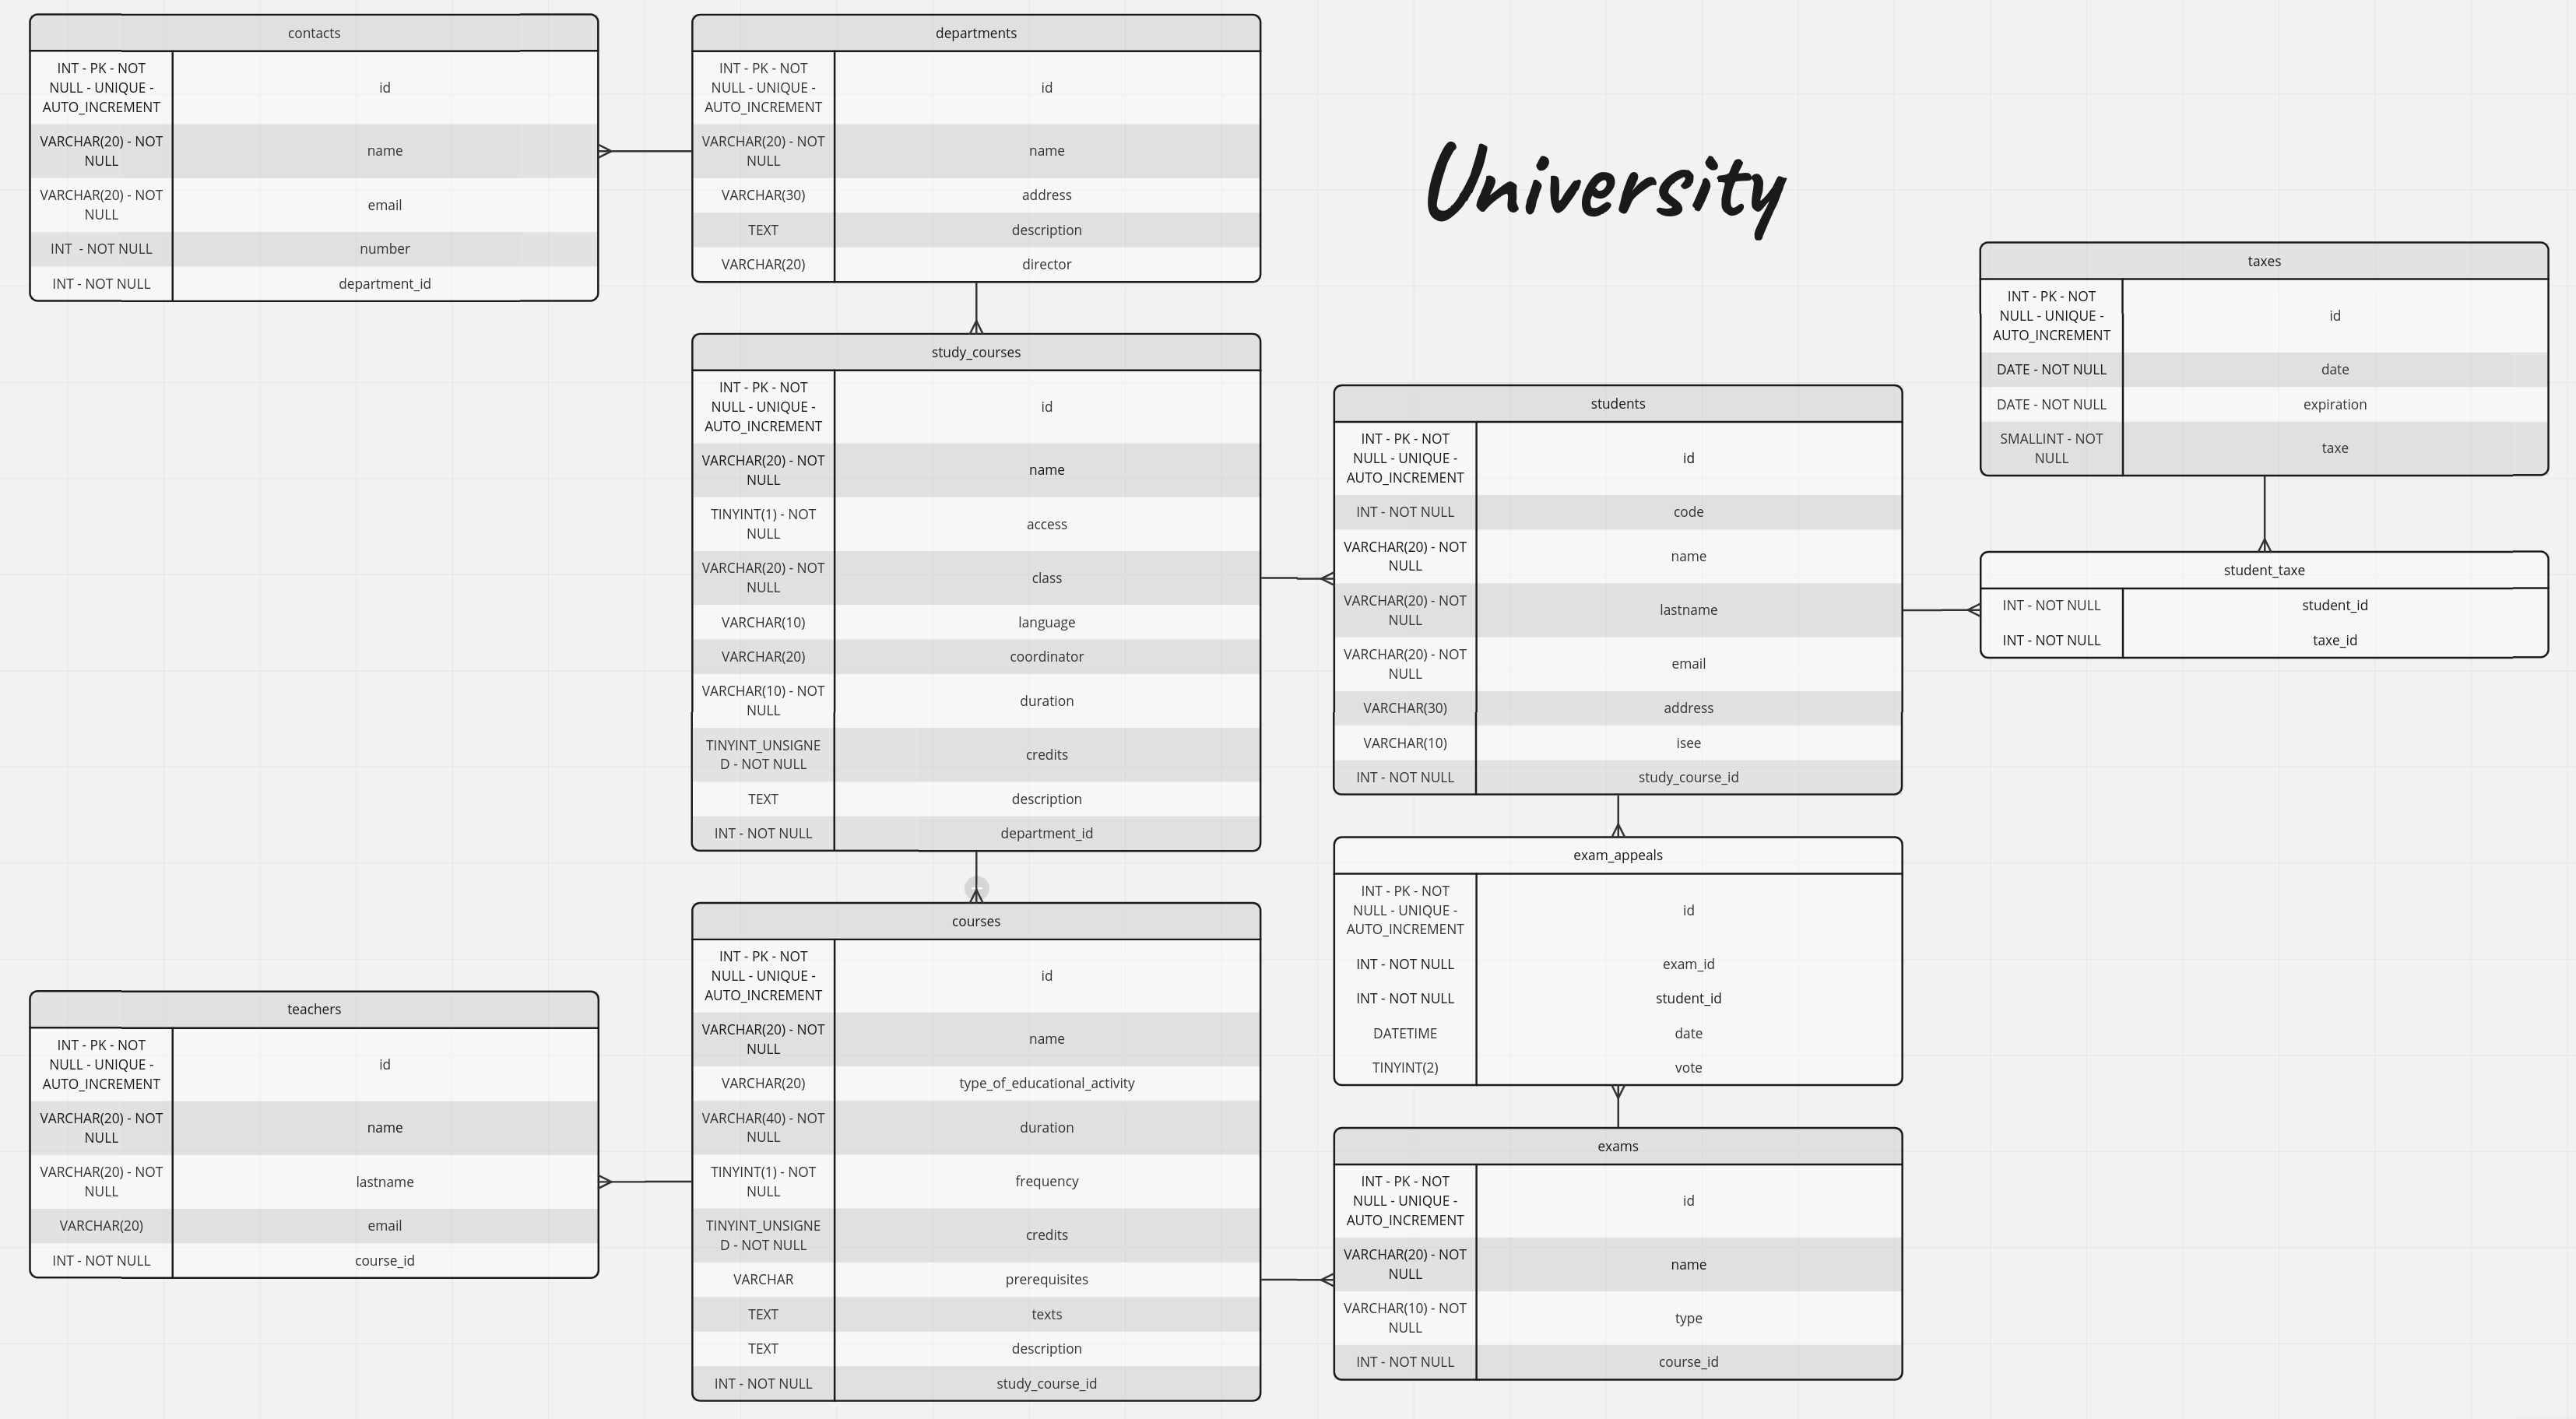 contacts
INT - PK - NOT
NULL - UNIQUE -
AUTO_INCREMENT
id
VARCHAR(20) - NOT
NULL
name
VARCHAR(20) - NOT
NULL
email
INT  - NOT NULL
number
INT - NOT NULL
department_id
departments
INT - PK - NOT
NULL - UNIQUE -
AUTO_INCREMENT
id
VARCHAR(20) - NOT
NULL
name
VARCHAR(30)
address
TEXT
description
VARCHAR(20)
director
University
taxes
INT - PK - NOT
NULL - UNIQUE -
AUTO_INCREMENT
id
DATE - NOT NULL
date
DATE - NOT NULL
expiration
SMALLINT - NOT
NULL
taxe
study_courses
INT - PK - NOT
NULL - UNIQUE -
AUTO_INCREMENT
id
VARCHAR(20) - NOT
NULL
name
TINYINT(1) - NOT
NULL
access
VARCHAR(20) - NOT
NULL
class
VARCHAR(10)
language
VARCHAR(20)
coordinator
VARCHAR(10) - NOT
NULL
duration
TINYINT_UNSIGNE
D - NOT NULL
credits
TEXT
description
INT - NOT NULL
department_id
students
INT - PK - NOT
NULL - UNIQUE -
AUTO_INCREMENT
id
INT - NOT NULL
code
VARCHAR(20) - NOT
NULL
name
VARCHAR(20) - NOT
NULL
lastname
VARCHAR(20) - NOT
NULL
email
VARCHAR(30)
address
VARCHAR(10)
isee
INT - NOT NULL
study_course_id
student_taxe
INT - NOT NULL
student_id
INT - NOT NULL
taxe_id
exam_appeals
INT - PK - NOT
NULL - UNIQUE -
AUTO_INCREMENT
id
INT - NOT NULL
exam_id
INT - NOT NULL
student_id
DATETIME
date
TINYINT(2)
vote
teachers
INT - PK - NOT
NULL - UNIQUE -
AUTO_INCREMENT
id
VARCHAR(20) - NOT
NULL
name
VARCHAR(20) - NOT
NULL
lastname
VARCHAR(20)
email
INT - NOT NULL
course_id
courses
INT - PK - NOT
NULL - UNIQUE -
AUTO_INCREMENT
id
VARCHAR(20) - NOT
NULL
name
VARCHAR(20)
type_of_educational_activity
VARCHAR(40) - NOT
NULL
duration
TINYINT(1) - NOT
NULL
frequency
TINYINT_UNSIGNE
D - NOT NULL
credits
VARCHAR
prerequisites
TEXT
texts
TEXT
description
INT - NOT NULL
study_course_id
exams
INT - PK - NOT
NULL - UNIQUE -
AUTO_INCREMENT
id
VARCHAR(20) - NOT
NULL
name
VARCHAR(10) - NOT
NULL
type
INT - NOT NULL
course_id